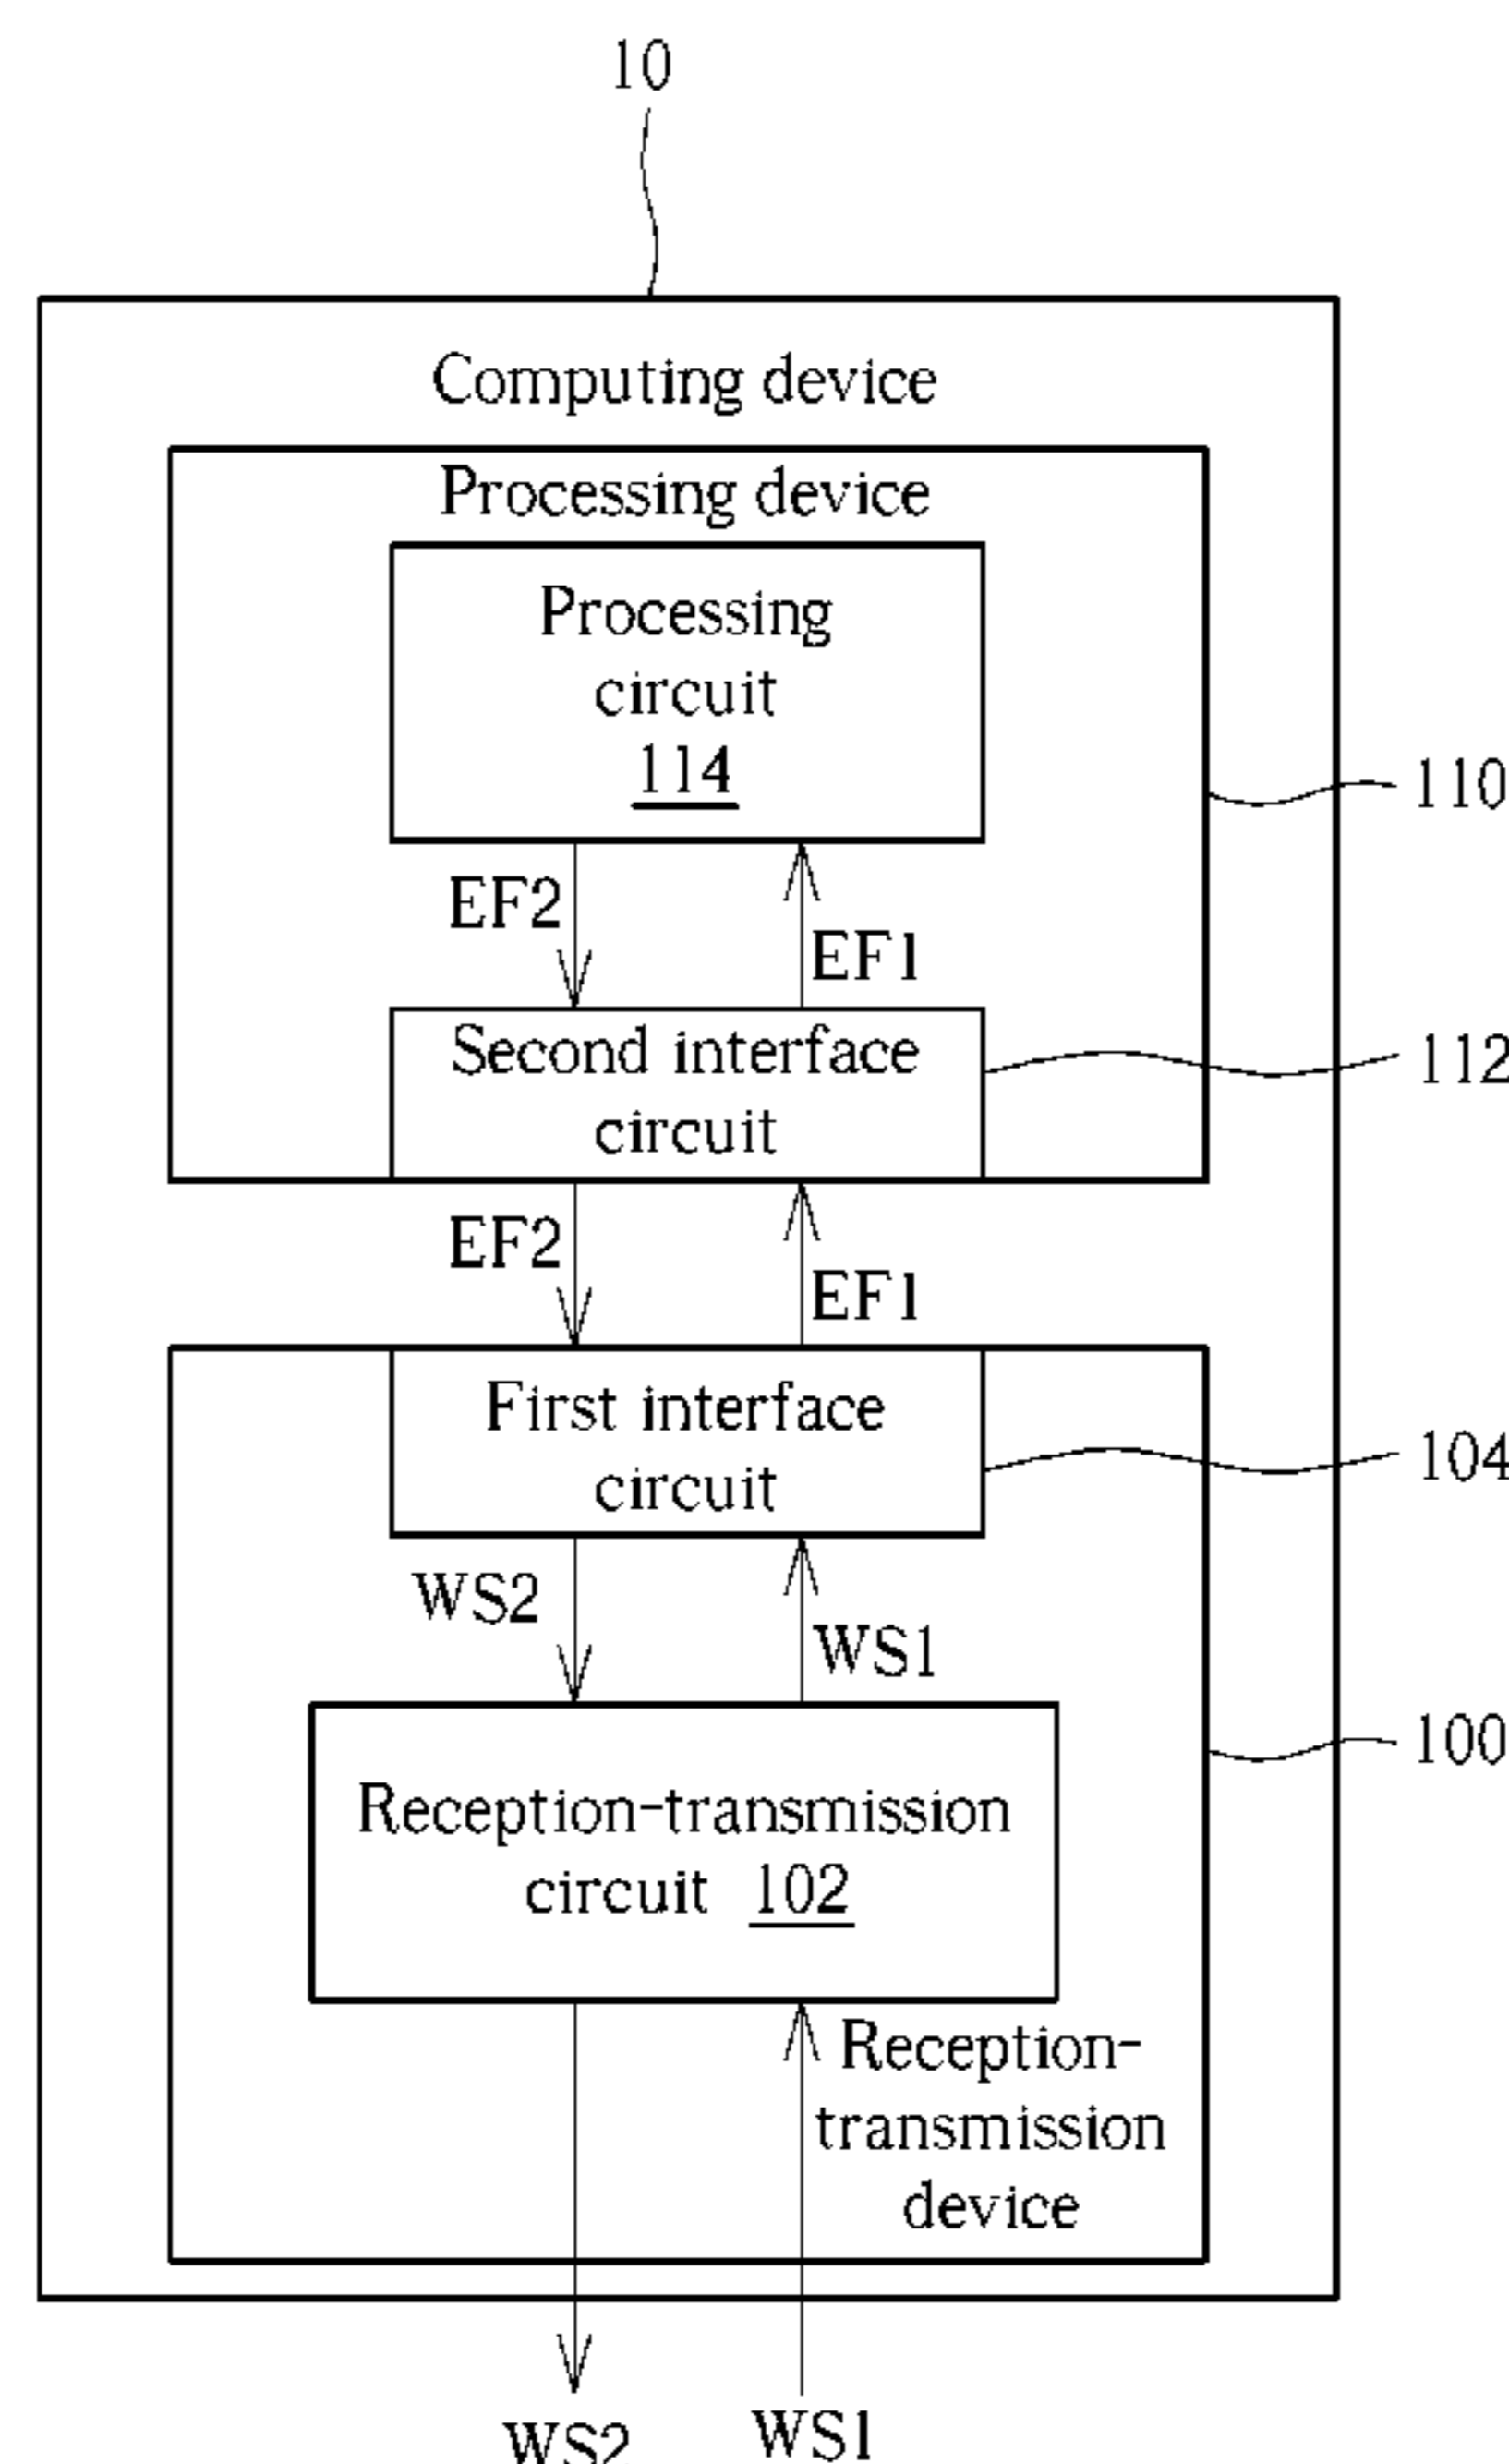 10
Computing device
Processing device
Processing
circuit
114
110
EF2
EF1
Second interface
circuit
112
EF2
EF1
First interface
circuit
104
WS2
WS1
100
Reception-transmission
circuit 102
Reception-
transmission
device
WS2
WS1